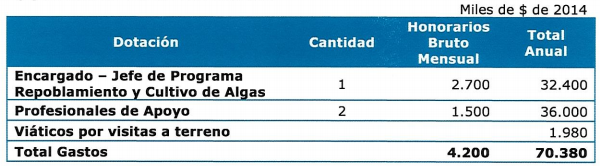 Miles de $ de 2014
Dotación Cantidad Honorarios Bruto Mensual Total Anual
Encargado – Jefe de Programa Repoblamiento y Cultivo de Algas 1 2.700 32.400
Profesionales de Apoyo 2 1.500 36.000
Viáticos por visitas a terreno 1.980
Total Gastos 4.200 70.380